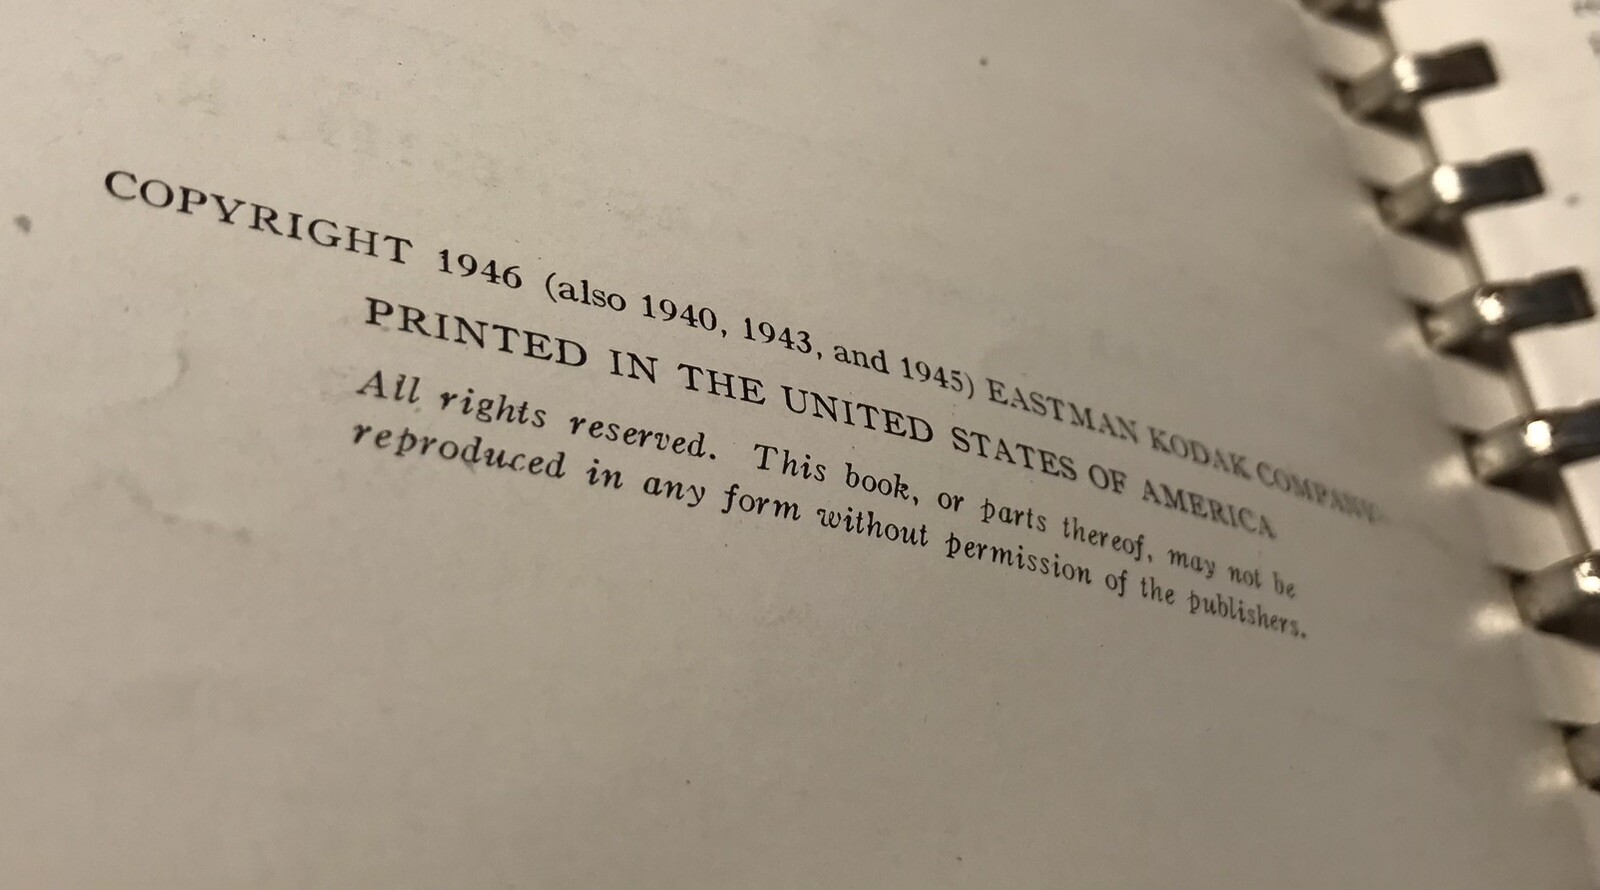 COPYRIGHT 1946 (also 1940, 1943, and 1945) EASTMAN KODAK COMPANY
PRINTED IN THE UNITED STATES OF AMERICA
All rights reserved. This book, or parts thereof, may not be
reproduced in any form without permission of the publishers.